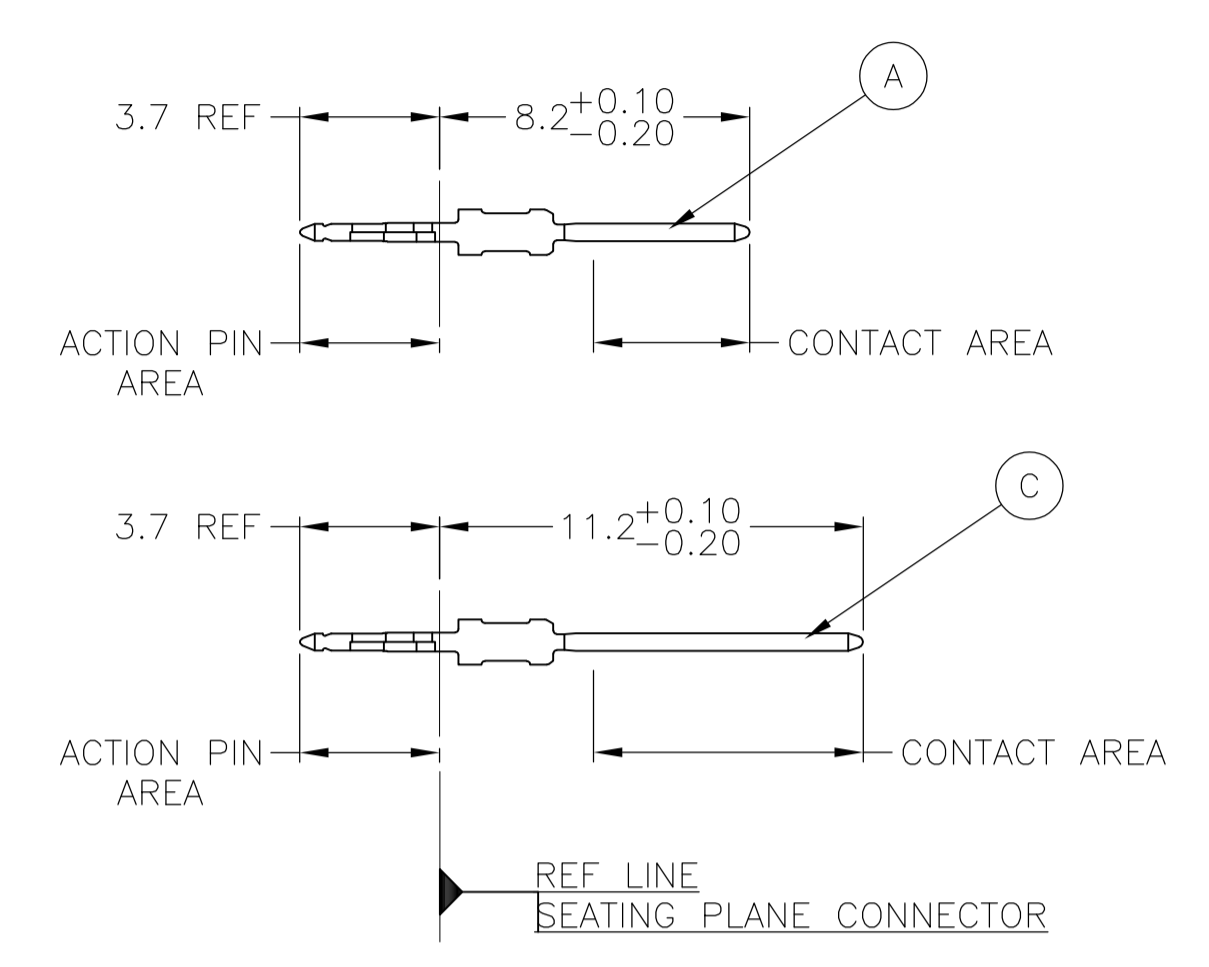 A
3.7 REF
8.2 +0.10
−0.20
ACTION PIN
AREA
CONTACT AREA
C
3.7 REF
11.2 +0.10
−0.20
ACTION PIN
AREA
CONTACT AREA
REF LINE
SEATING PLANE CONNECTOR